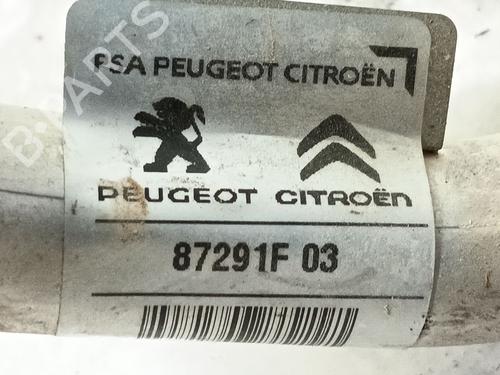 PSA PEUGEOT CITROËN
PEUGEOT CITROËN
87291F 03
B-PARTS